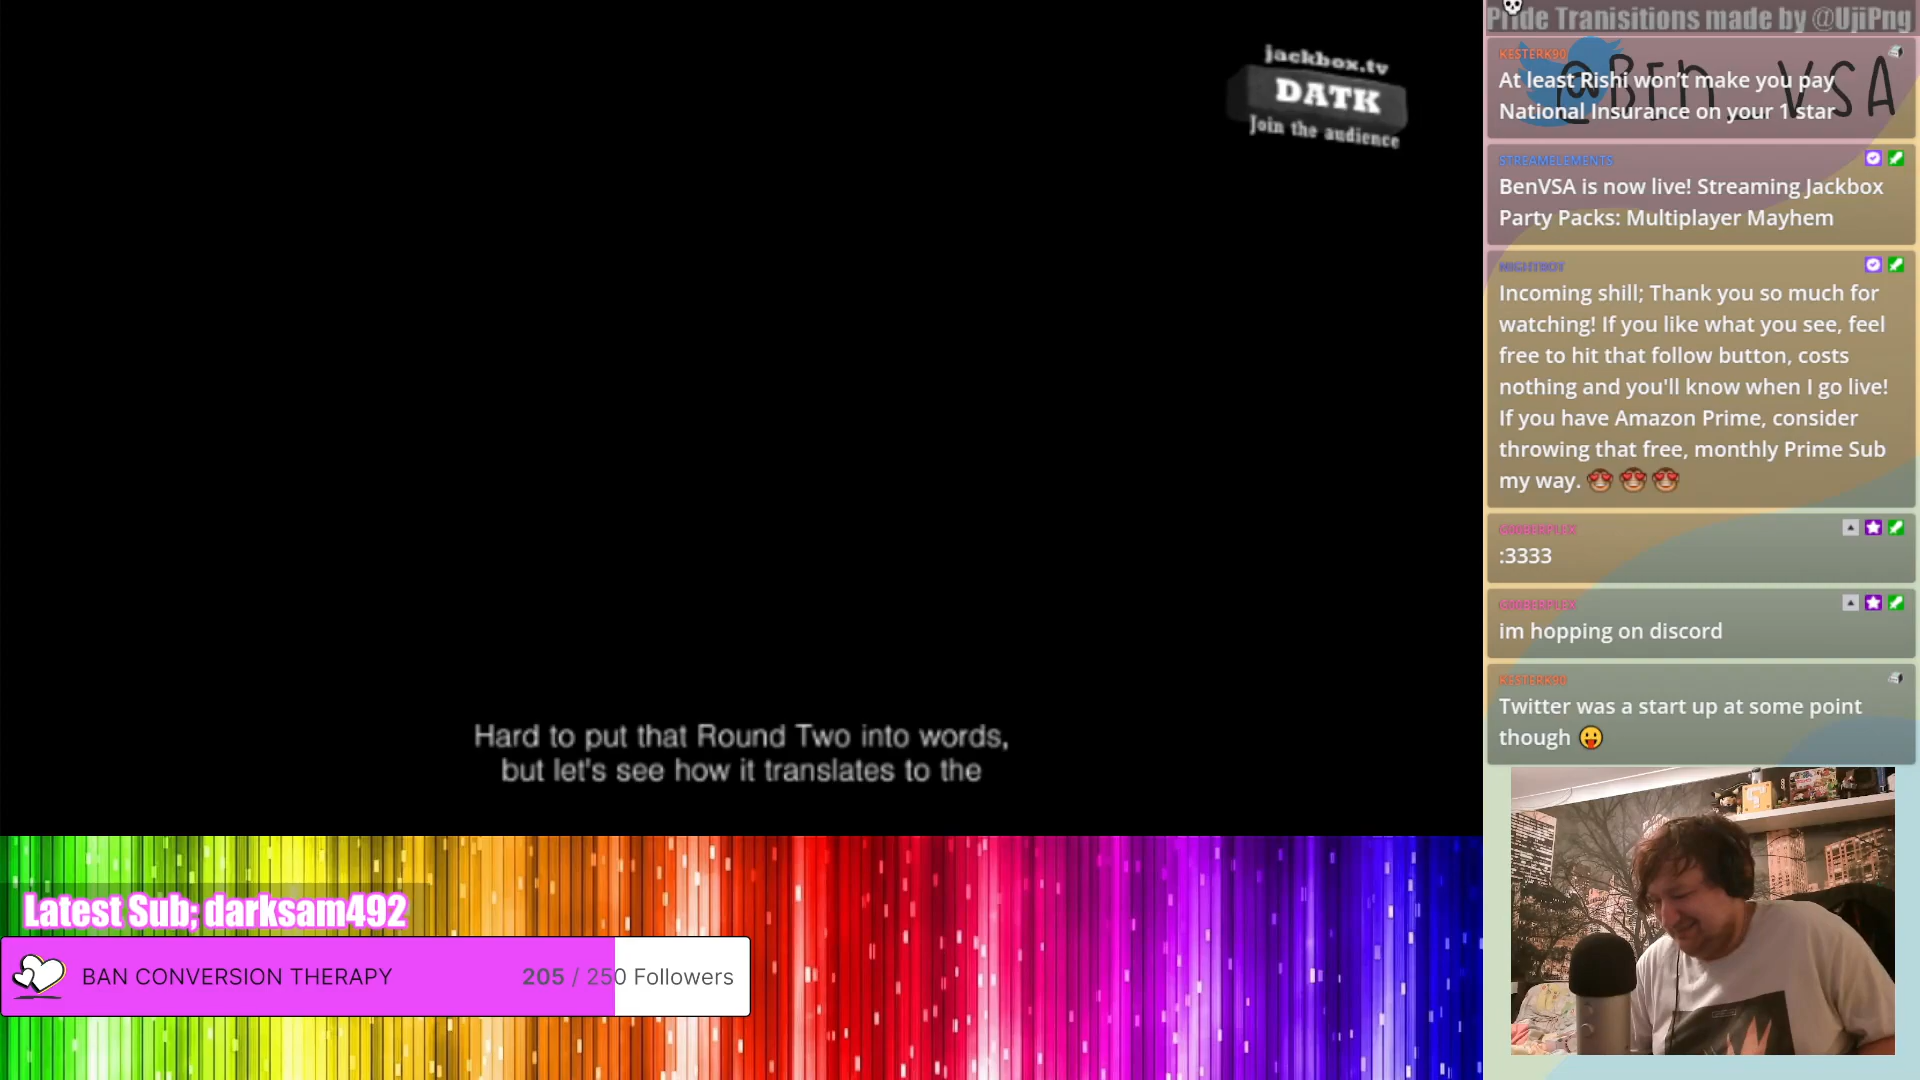 jackbox.tv
DATK
Join the audience
Hard to put that Round Two into words,
but let's see how it translates to the
Latest Sub; darksam492
BAN CONVERSION THERAPY
205 / 250 Followers
Pride Tranisitions made by @UjiPng
@Ben_VSA
KESTERK90
At least Rishi won't make you pay
National Insurance on your 1 star
STREAMELEMENTS
BenVSA is now live! Streaming Jackbox
Party Packs: Multiplayer Mayhem
NIGHTBOT
Incoming shill; Thank you so much for
watching! If you like what you see, feel
free to hit that follow button, costs
nothing and you'll know when I go live!
If you have Amazon Prime, consider
throwing that free, monthly Prime Sub
my way.
:3333
im hopping on discord
KESTERK90
Twitter was a start up at some point
though